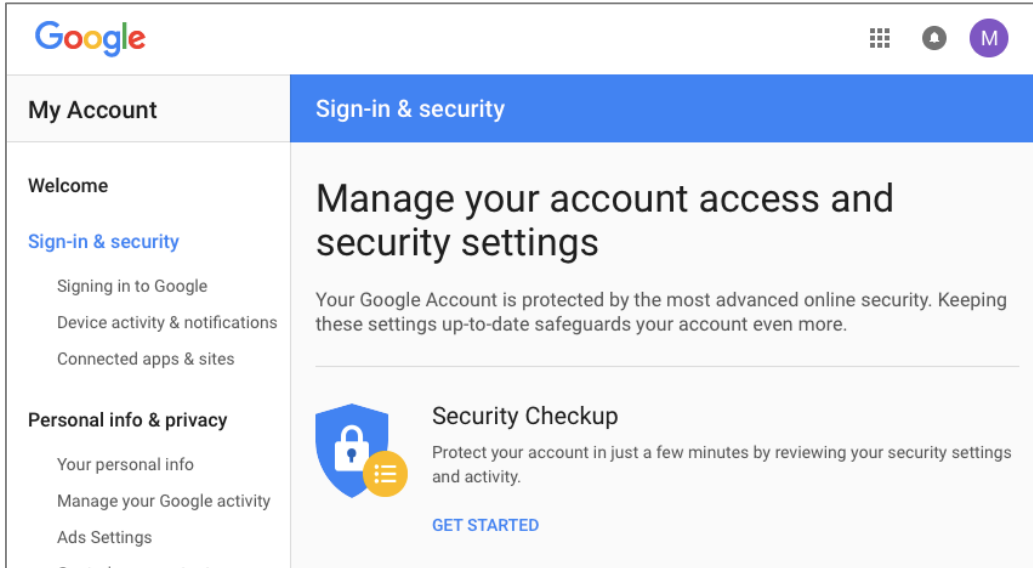 Google
M
My Account
Sign-in & security
Welcome
Sign-in & security
Signing in to Google
Device activity & notifications
Connected apps & sites
Personal info & privacy
Your personal info
Manage your Google activity
Ads Settings
Manage your account access and
security settings
Your Google Account is protected by the most advanced online security. Keeping
these settings up-to-date safeguards your account even more.
Security Checkup
Protect your account in just a few minutes by reviewing your security settings
and activity.
GET STARTED